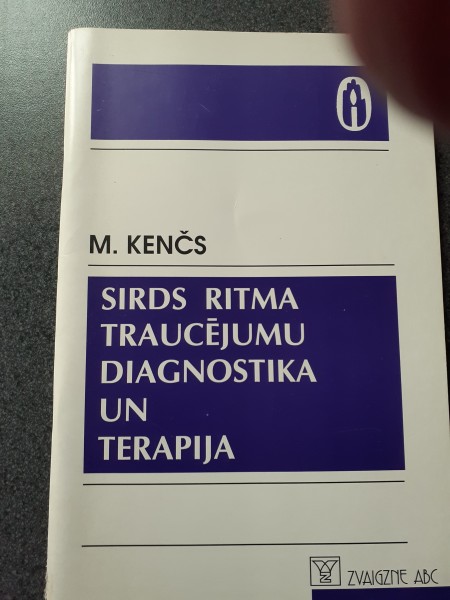 M. KENČS
SIRDS RITMA
TRAUCĒJUMU
DIAGNOSTIKA
UN
TERAPIJA
ZVAIGZNE ABC